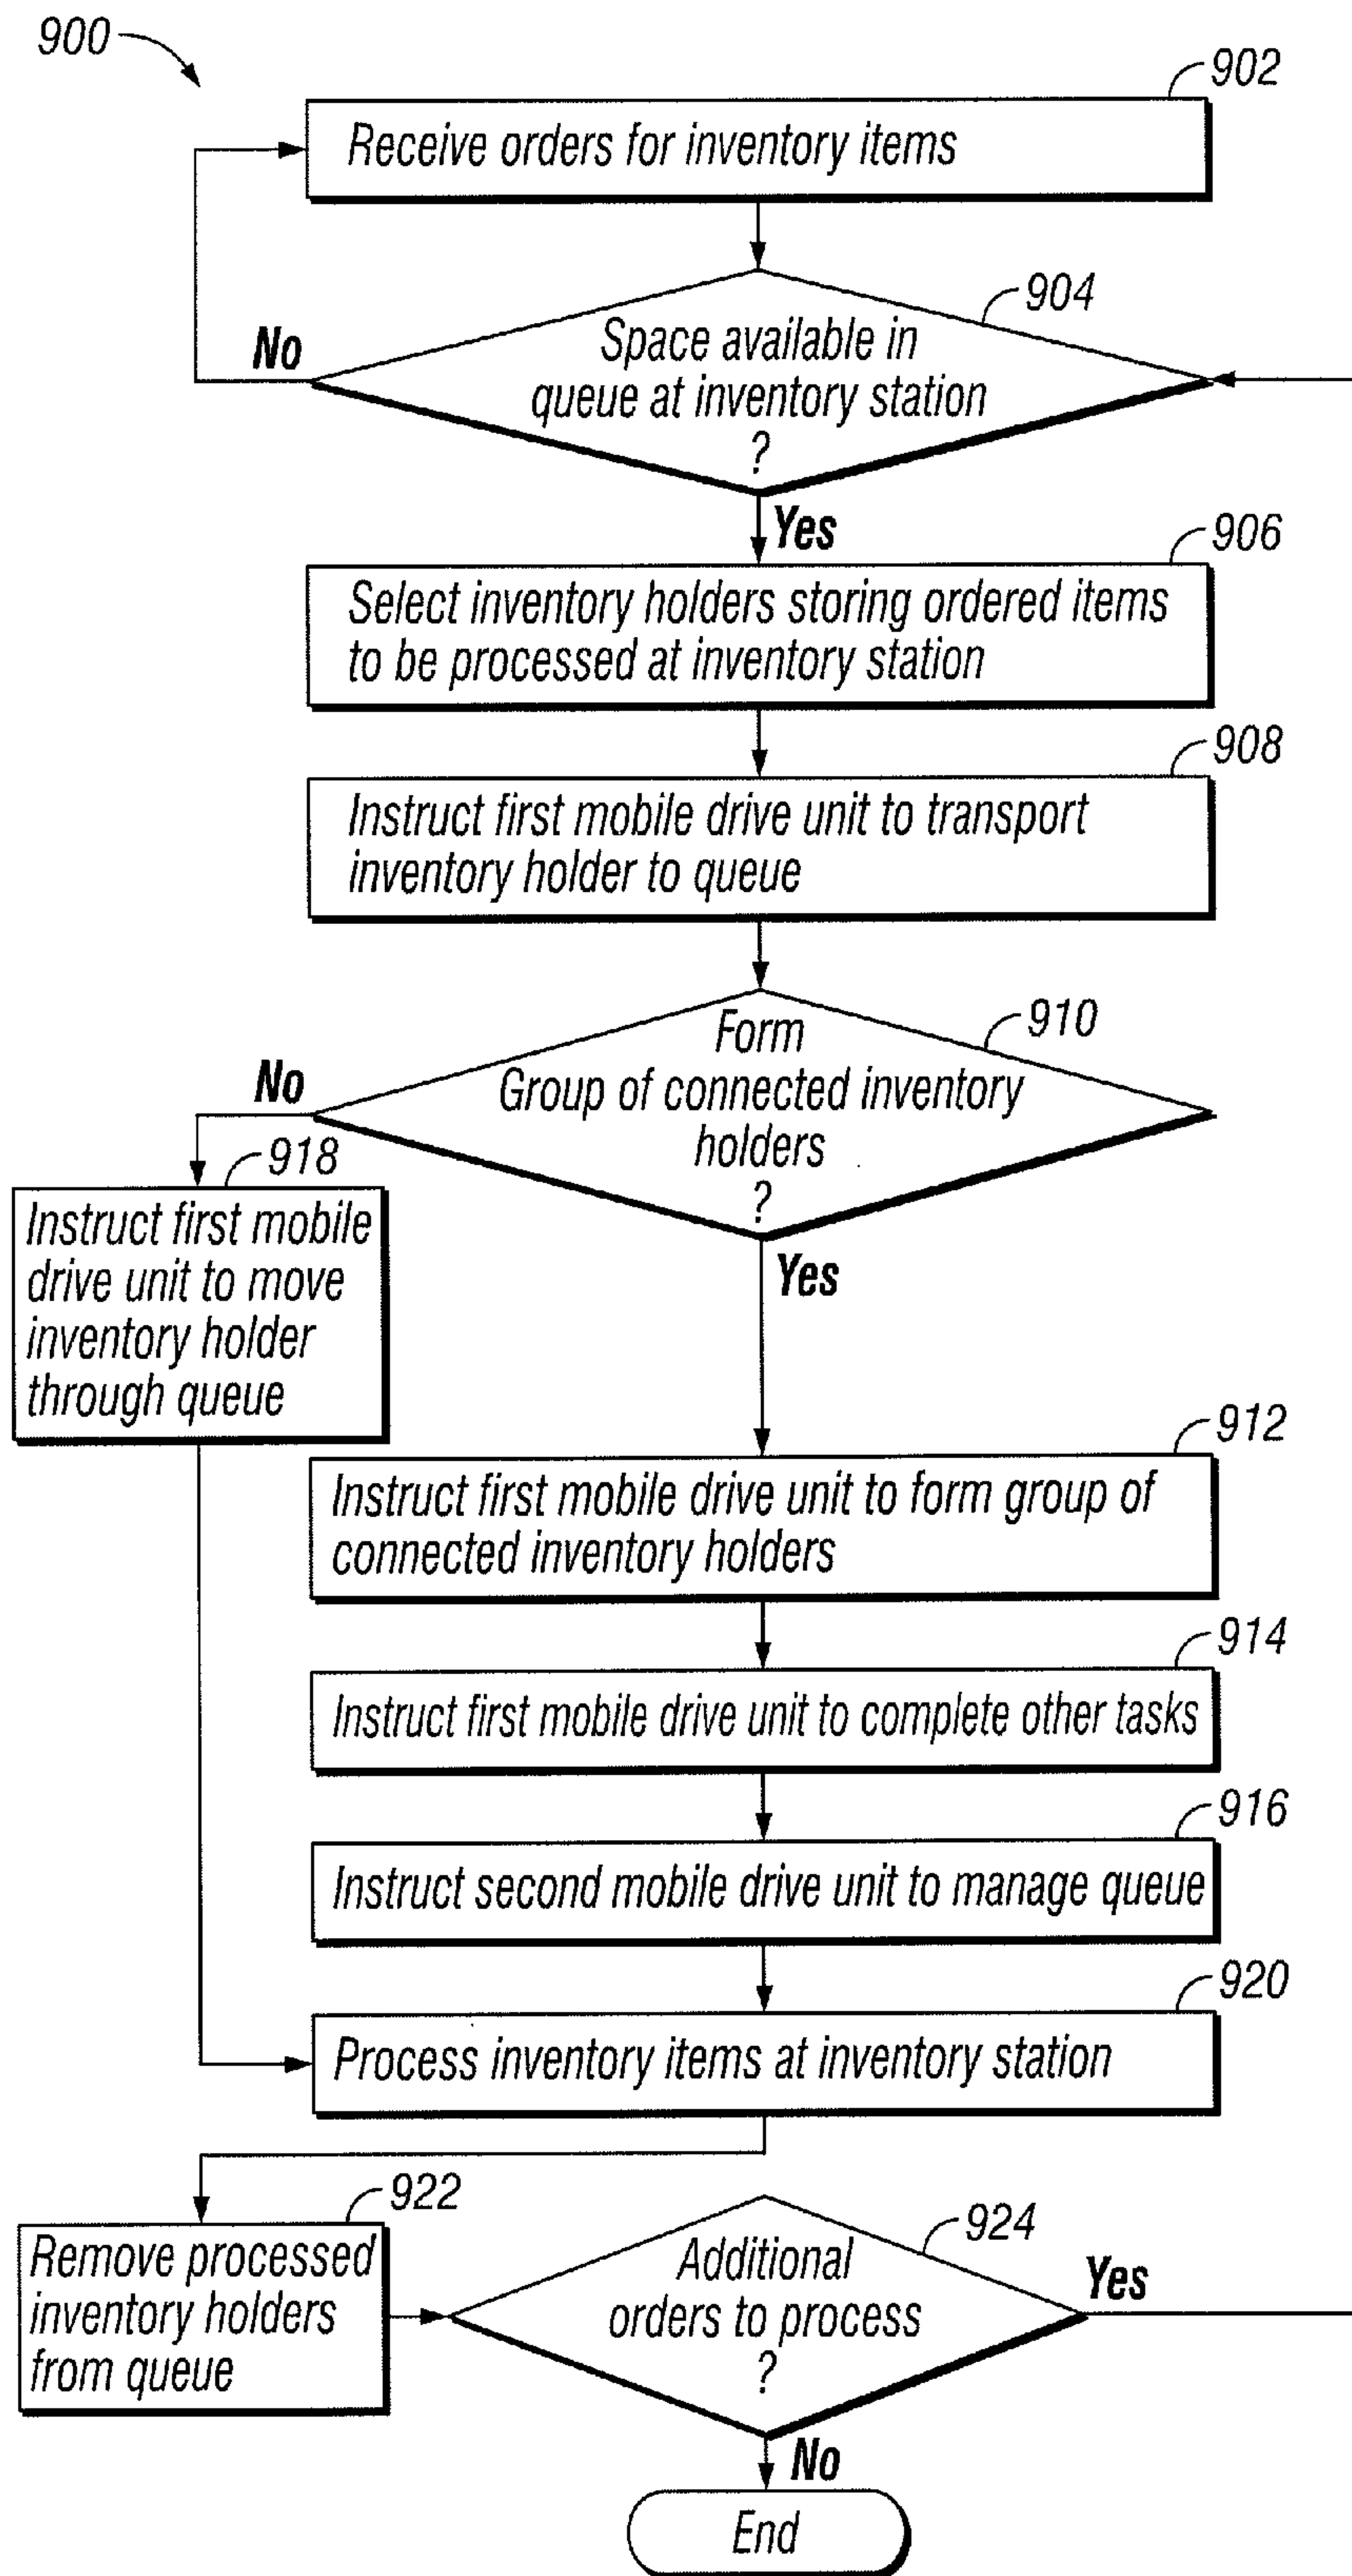 900
902
Receive orders for inventory items
904
Space available in
No
queue at inventory station
?
Yes
906
Select inventory holders storing ordered items
to be processed at inventory station
908
Instruct first mobile drive unit to transport
inventory holder to queue
910
Form
No
Group of connected inventory
holders
?
918
Yes
Instruct first mobile
drive unit to move
inventory holder
through queue
912
Instruct first mobile drive unit to form group of
connected inventory holders
914
Instruct first mobile drive unit to complete other tasks
916
Instruct second mobile drive unit to manage queue
920
Process inventory items at inventory station
922
Remove processed
inventory holders
from queue
924
Additional
orders to process
?
Yes
No
End